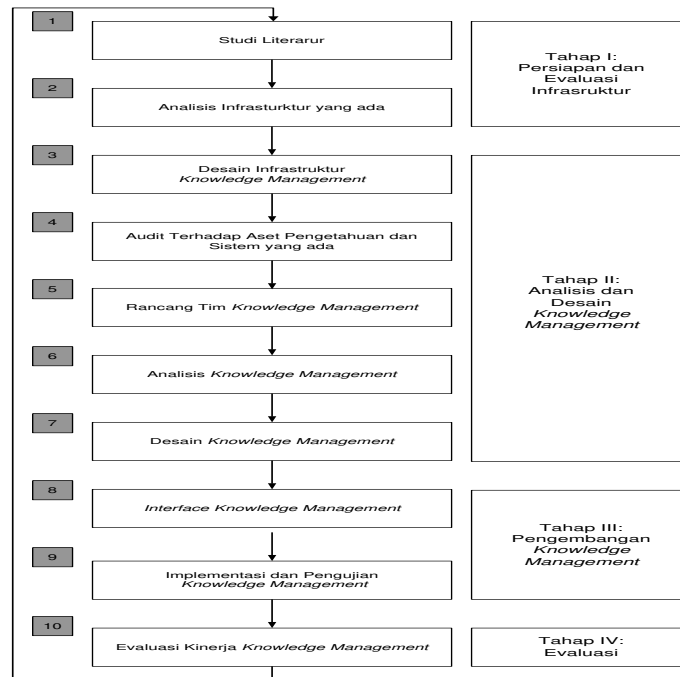 1
Studi Literarur
2
Analisis Infrasturktur yang ada
Tahap I:
Persiapan dan
Evaluasi
Infrasruktur
3
Desain Infrastruktur
Knowledge Management
4
Audit Terhadap Aset Pengetahuan dan
Sistem yang ada
5
Rancang Tim Knowledge Management
6
Analisis Knowledge Management
7
Desain Knowledge Management
Tahap II:
Analisis dan
Desain
Knowledge
Management
8
Interface Knowledge Management
9
Implementasi dan Pengujian
Knowledge Management
Tahap III:
Pengembangan
Knowledge
Management
10
Evaluasi Kinerja Knowledge Management
Tahap IV:
Evaluasi